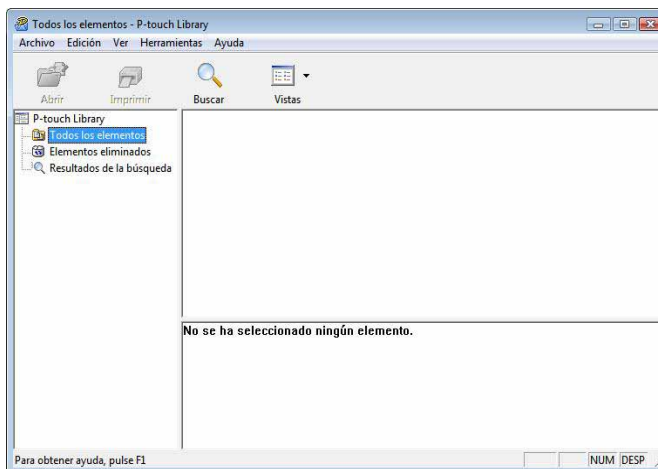 Todos los elementos - P-touch Library
Archivo Edición Ver Herramientas Ayuda
Abrir Imprimir Buscar Vistas
P-touch Library
Todos los elementos
Elementos eliminados
Resultados de la búsqueda
No se ha seleccionado ningún elemento.
Para obtener ayuda, pulse F1 NUM DESP